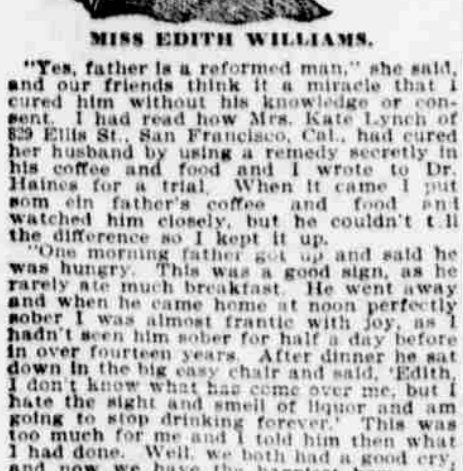 MISS EDITH WILLIAMS.
"Yes, father is a reformed man," she said,
and our friends think it a miracle that I
cured him without his knowledge or con-
sent. I had read how Mrs. Kate Lynch of
829 Ellis St., San Francisco, Cal., had cured
her husband by using a remedy secretly in
his coffee and food and I wrote to Dr.
Haines for a trial. When it came I put
som ein father's coffee and food and
watched him closely, but he couldn't t.ll
the difference so I kept it up.
"One morning father got up and said he
was hungry. This was a good sign, as he
rarely ate much breakfast. He went away
and when he came home at noon perfectly
sober I was almost frantic with joy, as I
hadn't seen him sober for half a day before
in over fourteen years. After dinner he sat
down in the big easy chair and said, 'Edith,
I don't know what has come over me, but I
hate the sight and smell of liquor and am
going to stop drinking forever.' This was
too much for me and I told him then what
I had done. Well, we both had a good cry,
and now we have the happiest